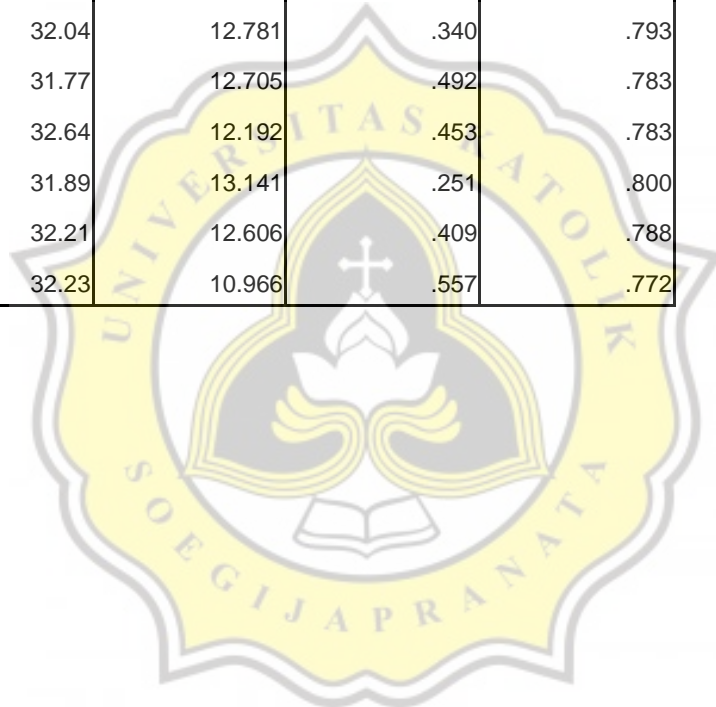 32.04 12.781 .340 .793
31.77 12.705 .492 .783
32.64 12.192 .453 .783
31.89 13.141 .251 .800
32.21 12.606 .409 .788
32.23 10.966 .557 .772
UNIVERSITAS KATOLIK
SOEGIJAPRANATA